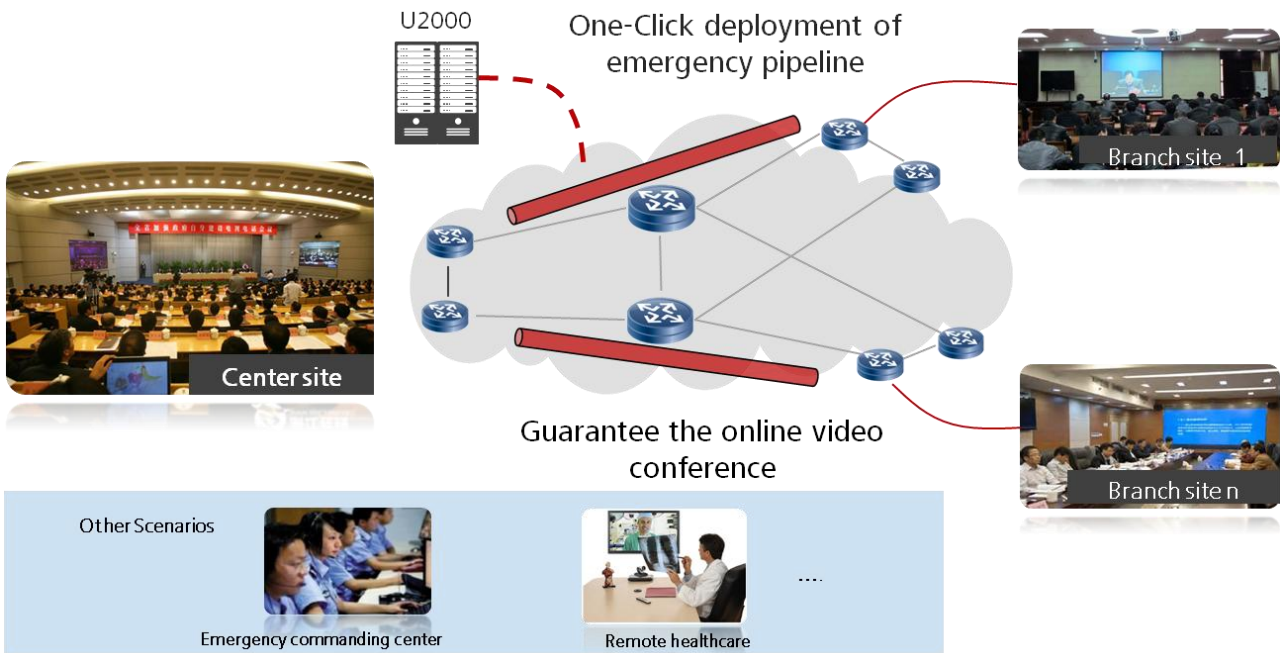 U2000
One-Click deployment of
emergency pipeline
Branch site 1
Center site
Guarantee the online video
conference
Branch site n
Other Scenarios
....
Emergency commanding center
Remote healthcare